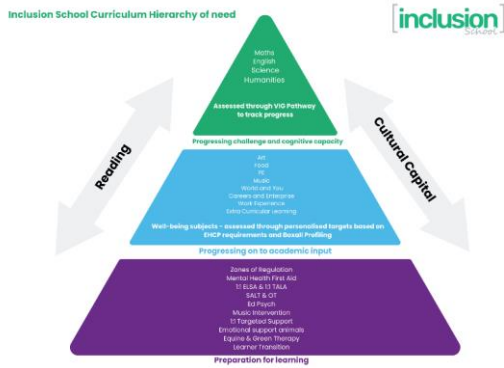 Inclusion School Curriculum Hierarchy of need
[inclusion
School]
Maths
English
Science
Humanities
Assessed through VIG Pathway
to track progress
Progressing challenge and cognitive capacity
Reading
Cultural Capital
Art
Food
PE
Music
World and You
Careers and Enterprise
Work Experience
Extra Curricular Learning
Well-being subjects - assessed through personalised targets based on
EHCP requirements and Boxall Profiling
Progressing on to academic input
Zones of Regulation
Mental Health First Aid
1:1 ELSA & 1:1 TALA
SALT & OT
Ed Psych
Music Intervention
1:1 Targeted Support
Emotional support animals
Equine & Green Therapy
Learner Transition
Preparation for learning